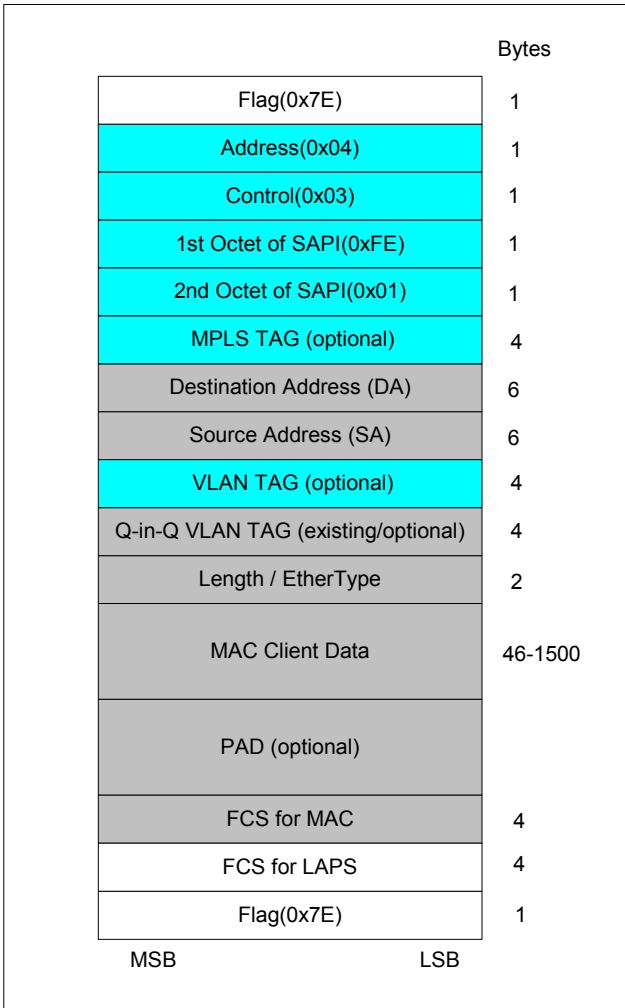 Bytes
Flag(0x7E) 1
Address(0x04) 1
Control(0x03) 1
1st Octet of SAPI(0xFE) 1
2nd Octet of SAPI(0x01) 1
MPLS TAG (optional) 4
Destination Address (DA) 6
Source Address (SA) 6
VLAN TAG (optional) 4
Q-in-Q VLAN TAG (existing/optional) 4
Length / EtherType 2
MAC Client Data 46-1500
PAD (optional)
FCS for MAC 4
FCS for LAPS 4
Flag(0x7E) 1
MSB LSB